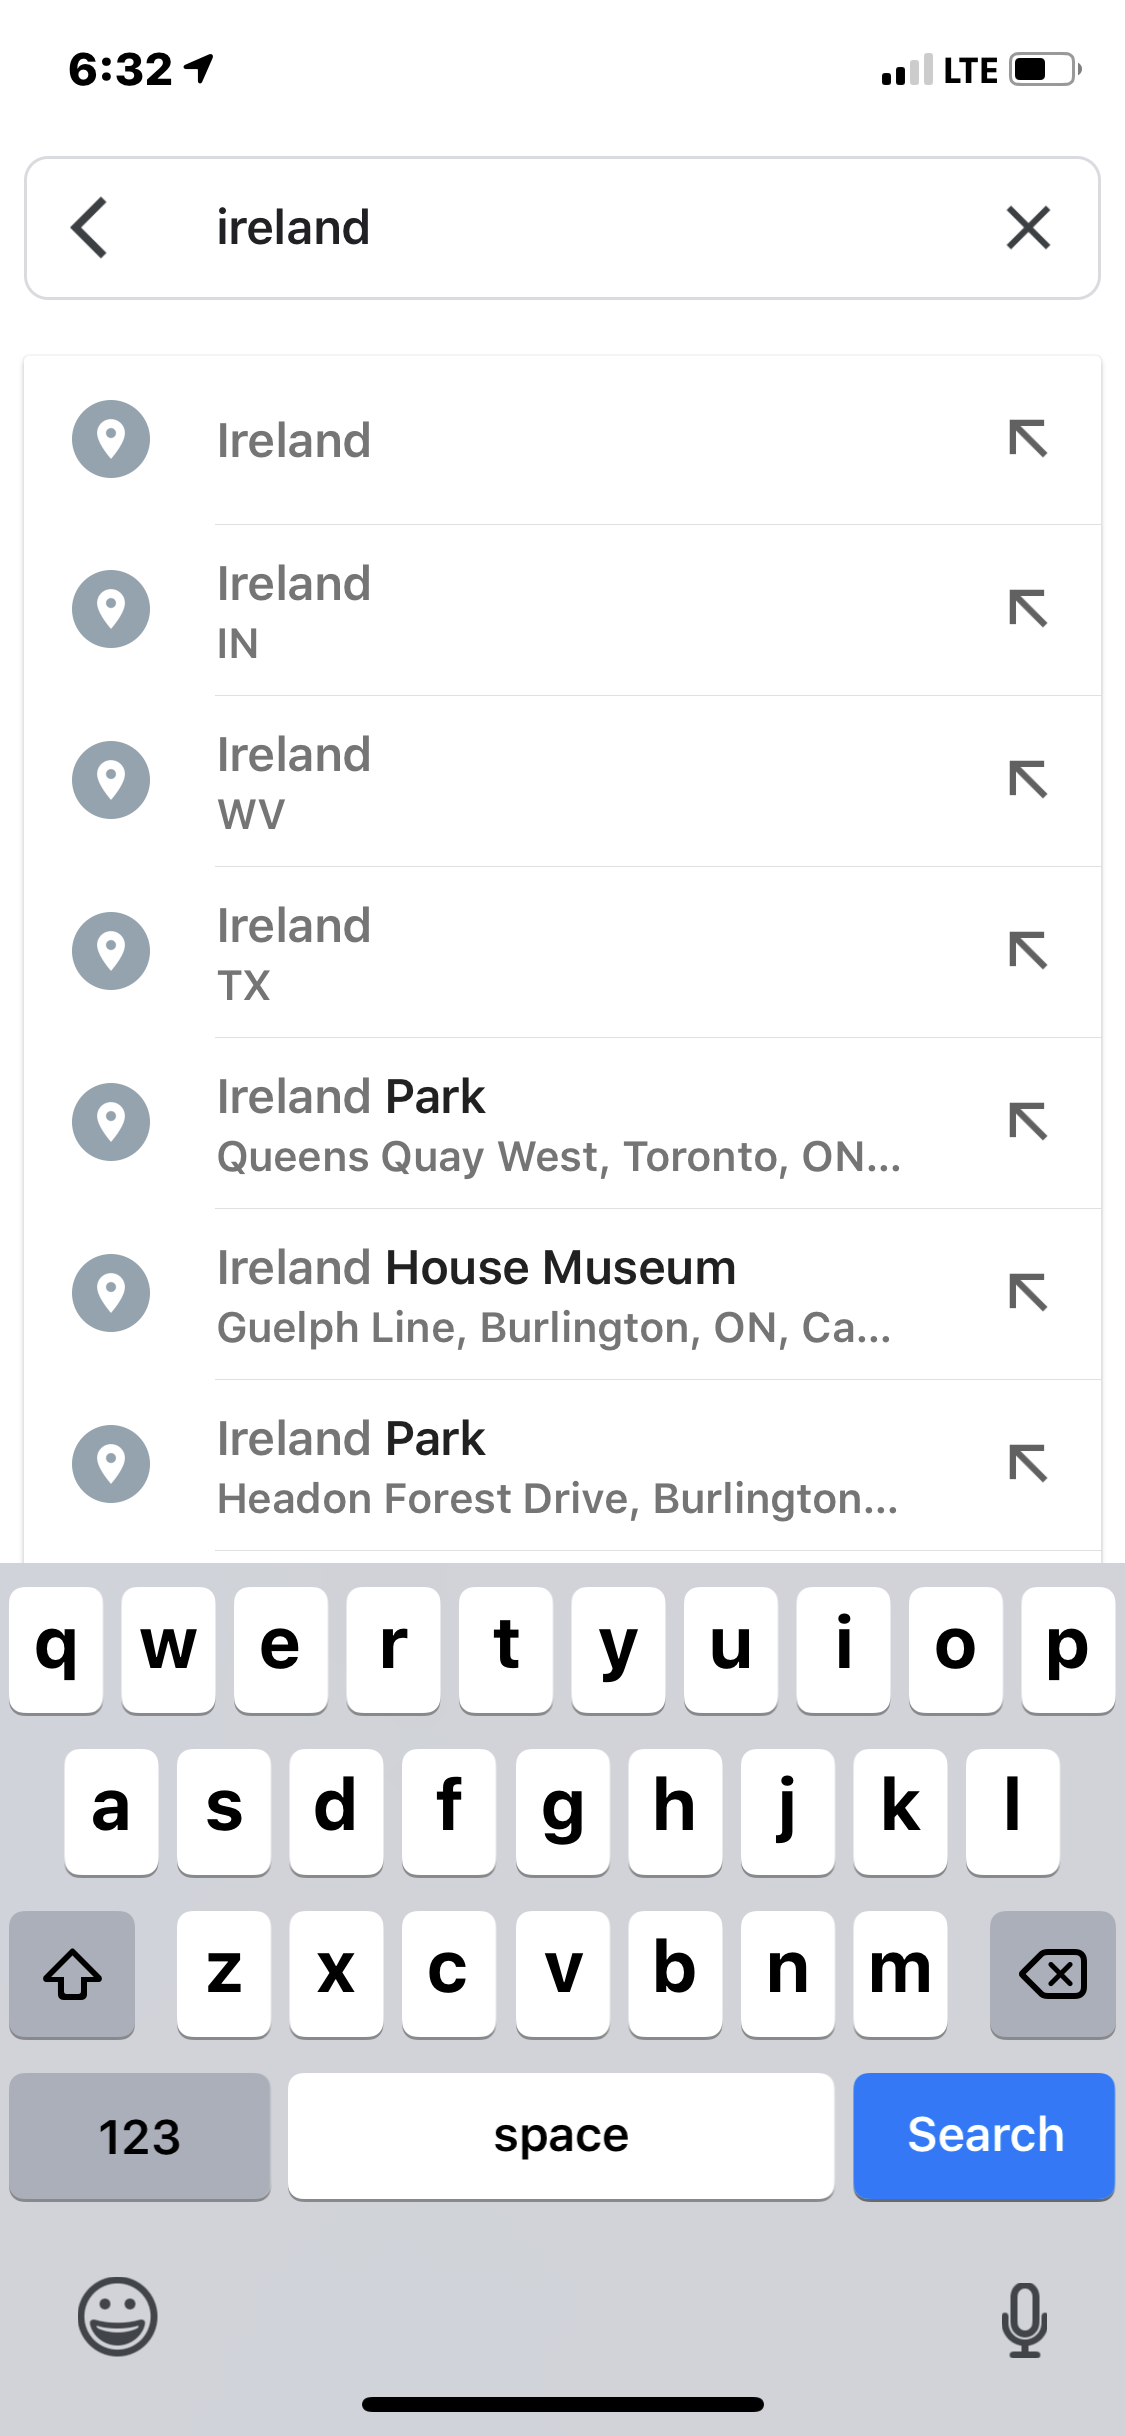 6:32
LTE
ireland
Ireland
Ireland
IN
Ireland
WV
Ireland
TX
Ireland Park
Queens Quay West, Toronto, ON...
Ireland House Museum
Guelph Line, Burlington, ON, Ca...
Ireland Park
Headon Forest Drive, Burlington...
q w e r t y u i o p
a s d f g h j k l
z x c v b n m
123 space Search